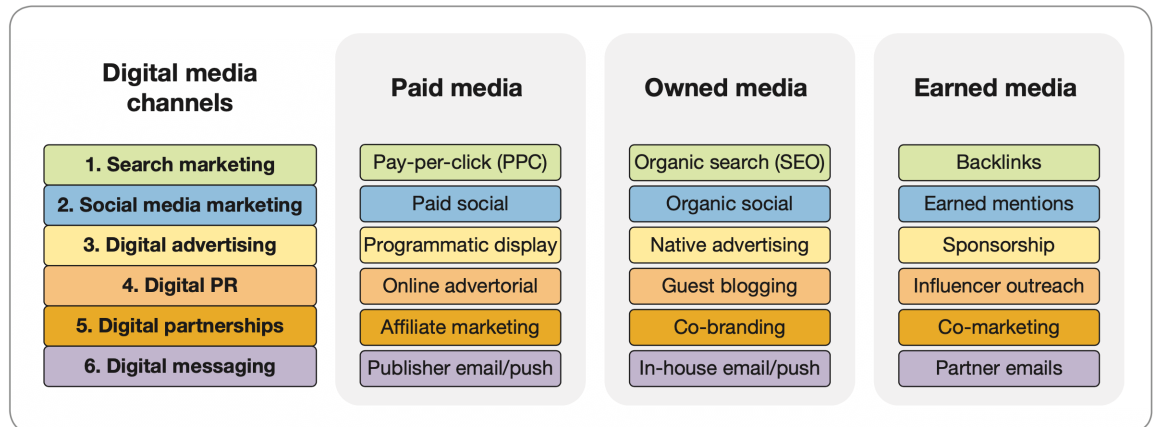 Digital media
channels
Paid media
Owned media
Earned media
1. Search marketing
Pay-per-click (PPC)
Organic search (SEO)
Backlinks
2. Social media marketing
Paid social
Organic social
Earned mentions
3. Digital advertising
Programmatic display
Native advertising
Sponsorship
4. Digital PR
Online advertorial
Guest blogging
Influencer outreach
5. Digital partnerships
Affiliate marketing
Co-branding
Co-marketing
6. Digital messaging
Publisher email/push
In-house email/push
Partner emails